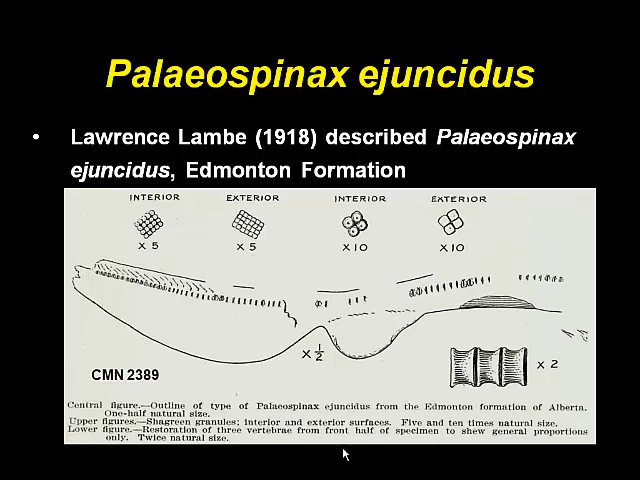 Palaeospinax ejuncidus
• Lawrence Lambe (1918) described Palaeospinax
ejuncidus, Edmonton Formation
INTERIOR EXTERIOR INTERIOR EXTERIOR
X 5 X 5 X 10 X 10
X 1/2
X 2
CMN 2389
Central figure.—Outline of type of Palaeospinax ejuncidus from the Edmonton formation of Alberta.
One-half natural size.
Upper figures.—Shagreen granules; interior and exterior surfaces. Five and ten times natural size.
Lower figure.—Restoration of three vertebrae from front half of specimen to shew general proportions
only. Twice natural size.